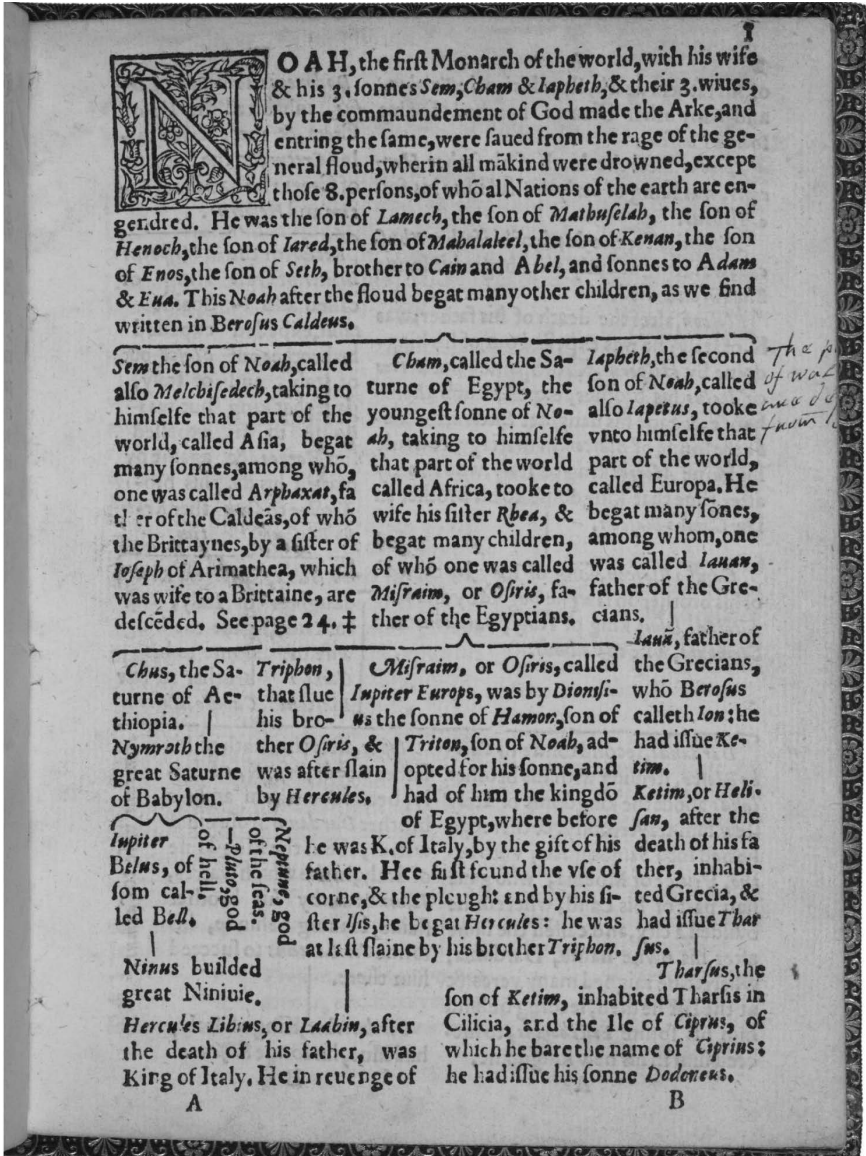 1
NOAH, the firſt Monarch of the world, with his wife
& his 3. ſonnes Sem, Cham & Iapheth, & their 3. wiues,
by the commaundement of God made the Arke, and
entring the ſame, were ſaued from the rage of the ge-
neral floud, wherin all mākind were drowned, except
thoſe 8. perſons, of whō al Nations of the earth are en-
gendred. He was the ſon of Lamech, the ſon of Mathuſelah, the ſon of
Henoch, the ſon of Iared, the ſon of Mahalaleel, the ſon of Kenan, the ſon
of Enos, the ſon of Seth, brother to Cain and Abel, and ſonnes to Adam
& Eua. This Noah after the floud begat many other children, as we find
written in Beroſus Caldeus.
Sem the ſon of Noah, called
alſo Melchiſedech, taking to
himſelfe that part of the
world, called Aſia, begat
many ſonnes, among whō,
one was called Arphaxat, fa
ther of the Caldeās, of whō
the Brittaynes, by a ſiſter of
Ioſeph of Arimathea, which
was wife to a Brittaine, are
deſcēded. See page 24. ‡
Cham, called the Sa-
turne of Egypt, the
youngeſt ſonne of No-
ah, taking to himſelfe
that part of the world
called Africa, tooke to
wife his ſiſter Rhea, &
begat many children,
of whō one was called
Miſraim, or Oſiris, fa-
ther of the Egyptians.
Iapheth, the ſecond
ſon of Noah, called
alſo Iapetus, tooke
vnto himſelfe that
part of the world,
called Europa. He
begat many ſōnes,
among whom, one
was called Iauan,
father of the Gre-
cians.
The
of
from
Chus, the Sa-
turne of Ae-
thiopia.
Nymroth the
great Saturne
of Babylon.
Triphon,
that ſlue
his bro-
ther Oſiris, &
was after ſlain
by Hercules.
Miſraim, or Oſiris, called
Iupiter Europs, was by Dioniſi-
us the ſonne of Hamon, ſon of
Triton, ſon of Noah, ad-
opted for his ſonne, and
had of him the kingdō
of Egypt, where before
he was K. of Italy, by the gift of his
father. Hee firſt found the vſe of
corne, & the plough: and by his ſi-
ſter Iſis, he begat Hercules: he was
at laſt ſlaine by his brother Triphon.
Iauā, father of
the Grecians,
whō Beroſus
calleth Ion: he
had iſſue Ke-
tim.
Ketim, or Heli-
ſan, after the
death of his fa
ther, inhabi-
ted Grecia, &
had iſſue Thar
ſus.
Iupiter
Belus, of
ſom cal-
led Bell.
Pluto, god
of hell.
Neptune, god
of the ſeas.
Ninus builded
great Niniuie.
Hercules Libius, or Laabin, after
the death of his father, was
King of Italy. He in reuenge of
A
Tharſus, the
ſon of Ketim, inhabited Tharſis in
Cilicia, and the Ile of Ciprus, of
which he bare the name of Ciprius:
he had iſſue his ſonne Dodoneus.
B